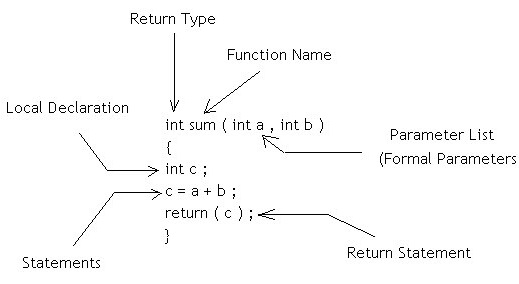 Return Type
Function Name
Local Declaration
int sum ( int a , int b )
Parameter List
(Formal Parameters
{
int c ;
c = a + b ;
return ( c ) ;
}
Return Statement
Statements